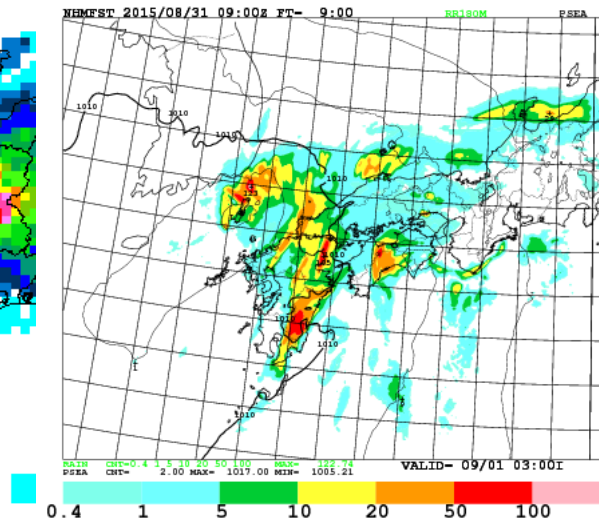 NHMFST 2015/08/31 09:00Z FT= 9:00 RR180M PSEA
1010
1010
1010
1010
1010
1010
1010
1010
RAIN CNT=0.4 1 5 10 20 50 100 MAX= 122.74
PSEA CNT= 2.00 MAX= 1017.00 MIN= 1005.21
VALID= 09/01 03:00I
0.4 1 5 10 20 50 100